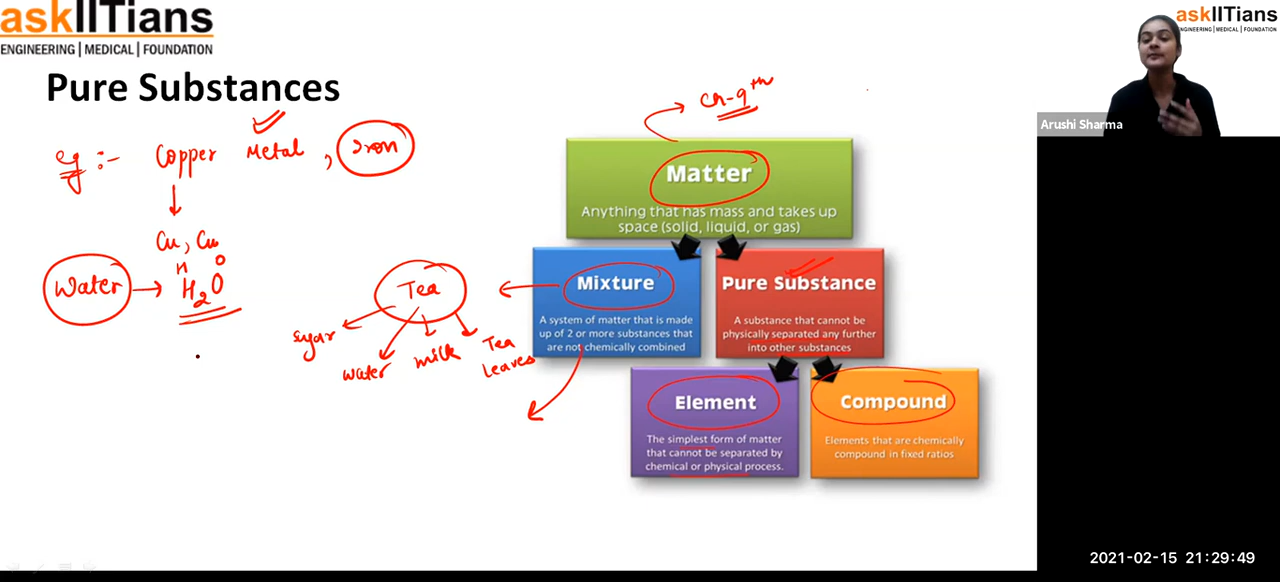 askIITians
ENGINEERING | MEDICAL | FOUNDATION
askIITians
ENGINEERING | MEDICAL | FOUNDATION
Pure Substances
eg :- Copper Metal , Iron
Cu, Cu
H O
Water → H2O
Tea
sugar
water
milk
Tea
leaves
Ch-9th
Matter
Anything that has mass and takes up
space (solid, liquid, or gas)
Mixture
A system of matter that is made
up of 2 or more substances that
are not chemically combined
Pure Substance
A substance that cannot be
physically separated any further
into other substances
Element
The simplest form of matter
that cannot be separated by
chemical or physical process.
Compound
Elements that are chemically
compound in fixed ratios
Arushi Sharma
2021-02-15 21:29:49